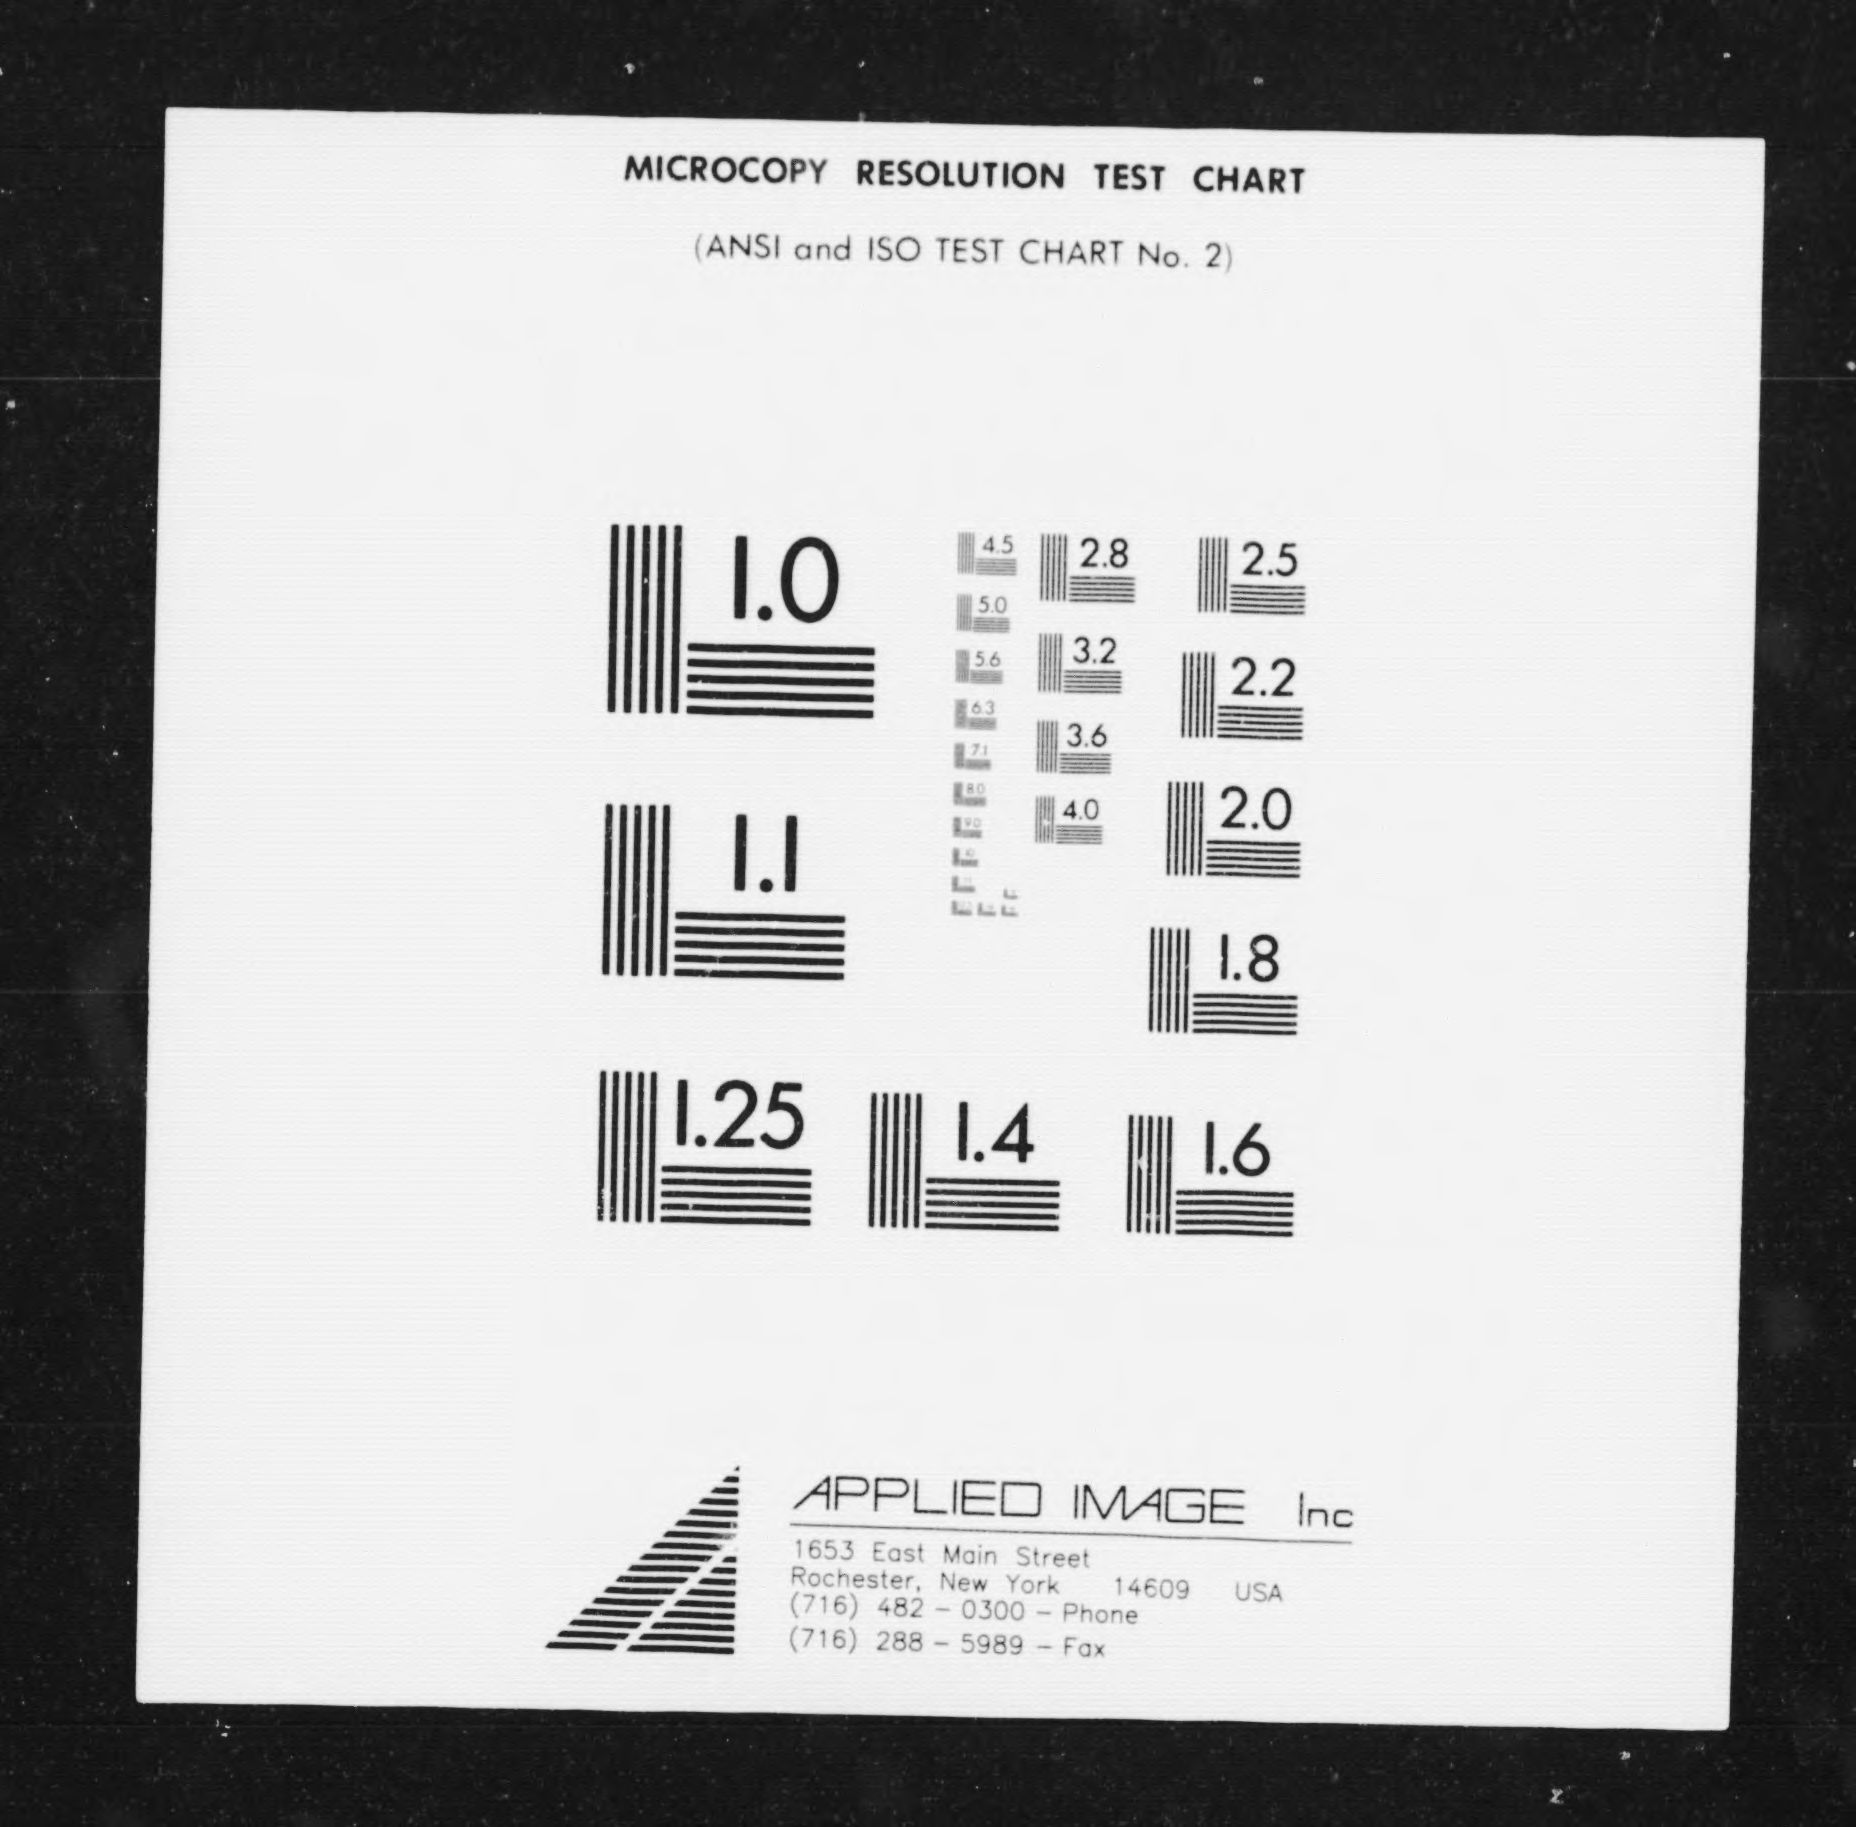 MICROCOPY RESOLUTION TEST CHART
(ANSI and ISO TEST CHART No. 2)
1.0
4.5
2.8
2.5
5.0
3.2
2.2
5.6
6.3
3.6
7.1
2.0
8.0
4.0
9.0
1.1
1.8
1.25
1.4
1.6
APPLIED IMAGE Inc
1653 East Main Street
Rochester, New York 14609 USA
(716) 482 - 0300 - Phone
(716) 288 - 5989 - Fax